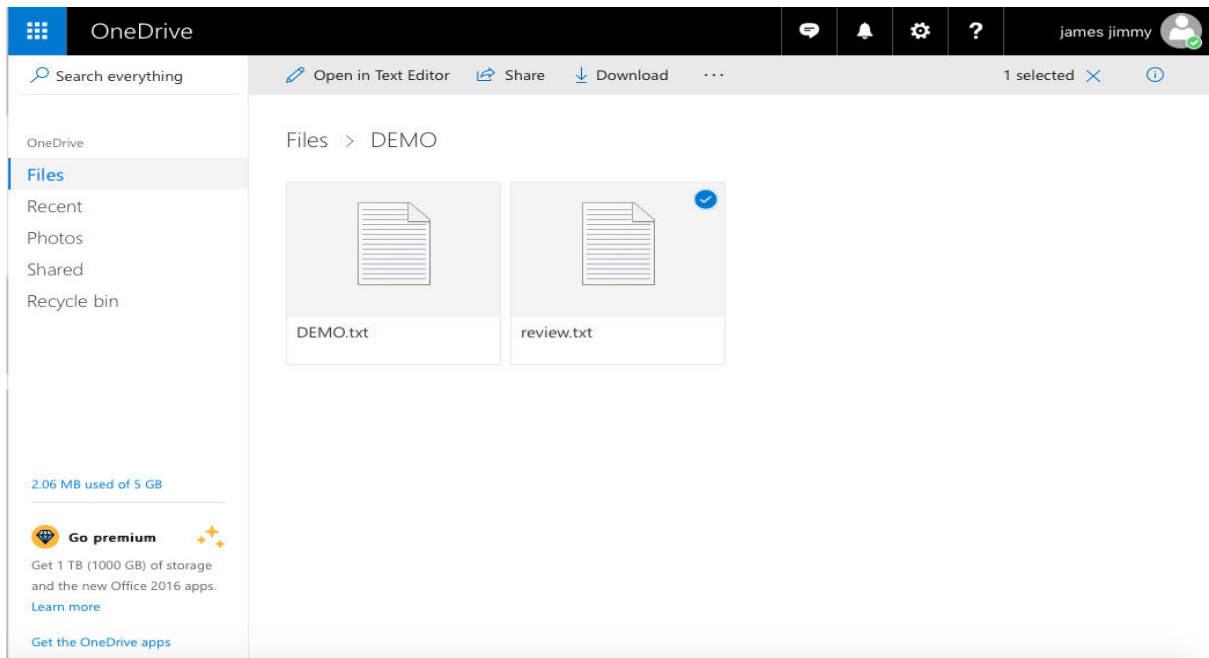 OneDrive
? james jimmy
Search everything
Open in Text Editor Share Download ... 1 selected
OneDrive
Files
Recent
Photos
Shared
Recycle bin
Files > DEMO
DEMO.txt
review.txt
2.06 MB used of 5 GB
Go premium
Get 1 TB (1000 GB) of storage
and the new Office 2016 apps.
Learn more
Get the OneDrive apps